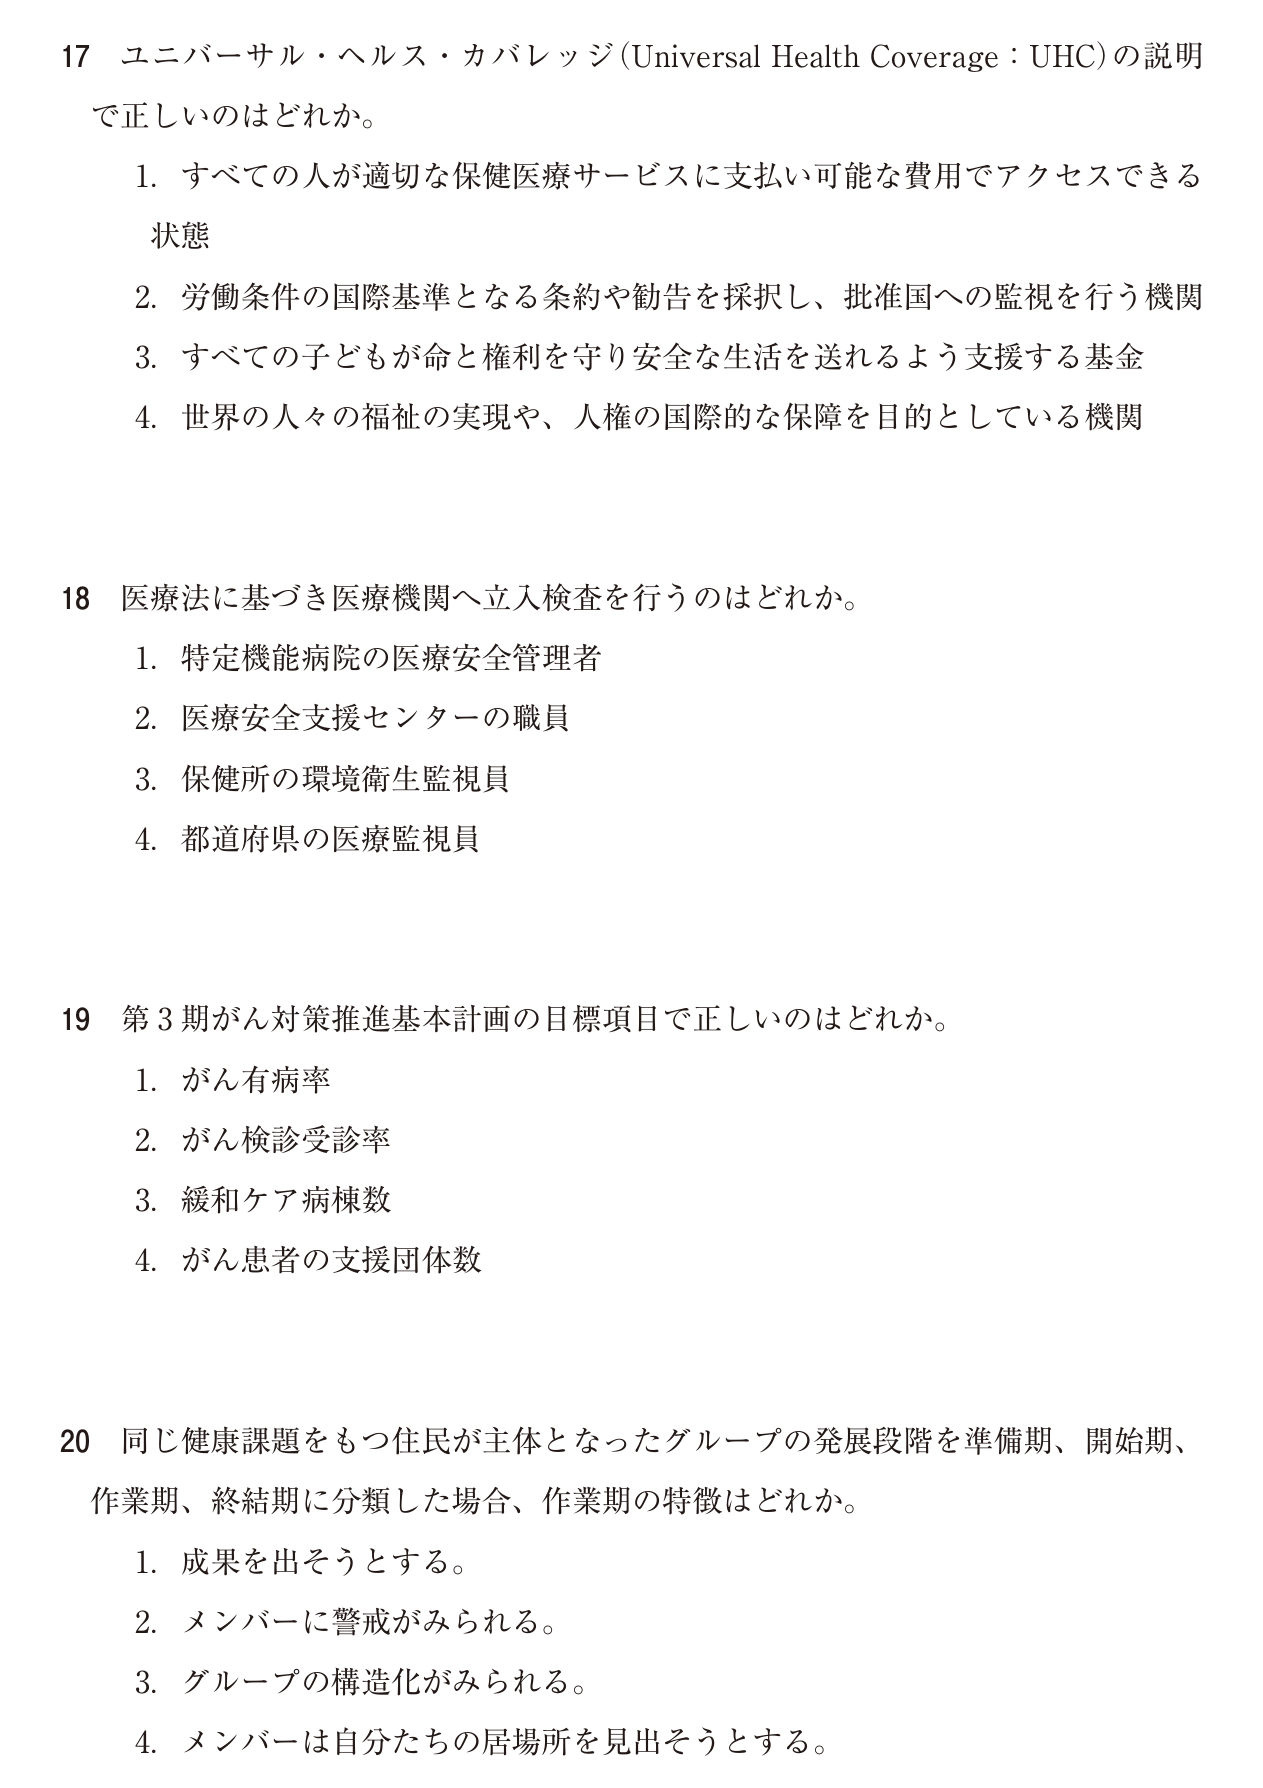 17 ユニバーサル・ヘルス・カバレッジ(Universal Health Coverage:UHC)の説明
で正しいのはどれか。
1. すべての人が適切な保健医療サービスに支払い可能な費用でアクセスできる
状態
2. 労働条件の国際基準となる条約や勧告を採択し、批准国への監視を行う機関
3. すべての子どもが命と権利を守り安全な生活を送れるよう支援する基金
4. 世界の人々の福祉の実現や、人権の国際的な保障を目的としている機関
18 医療法に基づき医療機関へ立入検査を行うのはどれか。
1. 特定機能病院の医療安全管理者
2. 医療安全支援センターの職員
3. 保健所の環境衛生監視員
4. 都道府県の医療監視員
19 第3期がん対策推進基本計画の目標項目で正しいのはどれか。
1. がん有病率
2. がん検診受診率
3. 緩和ケア病棟数
4. がん患者の支援団体数
20 同じ健康課題をもつ住民が主体となったグループの発展段階を準備期、開始期、
作業期、終結期に分類した場合、作業期の特徴はどれか。
1. 成果を出そうとする。
2. メンバーに警戒がみられる。
3. グループの構造化がみられる。
4. メンバーは自分たちの居場所を見出そうとする。